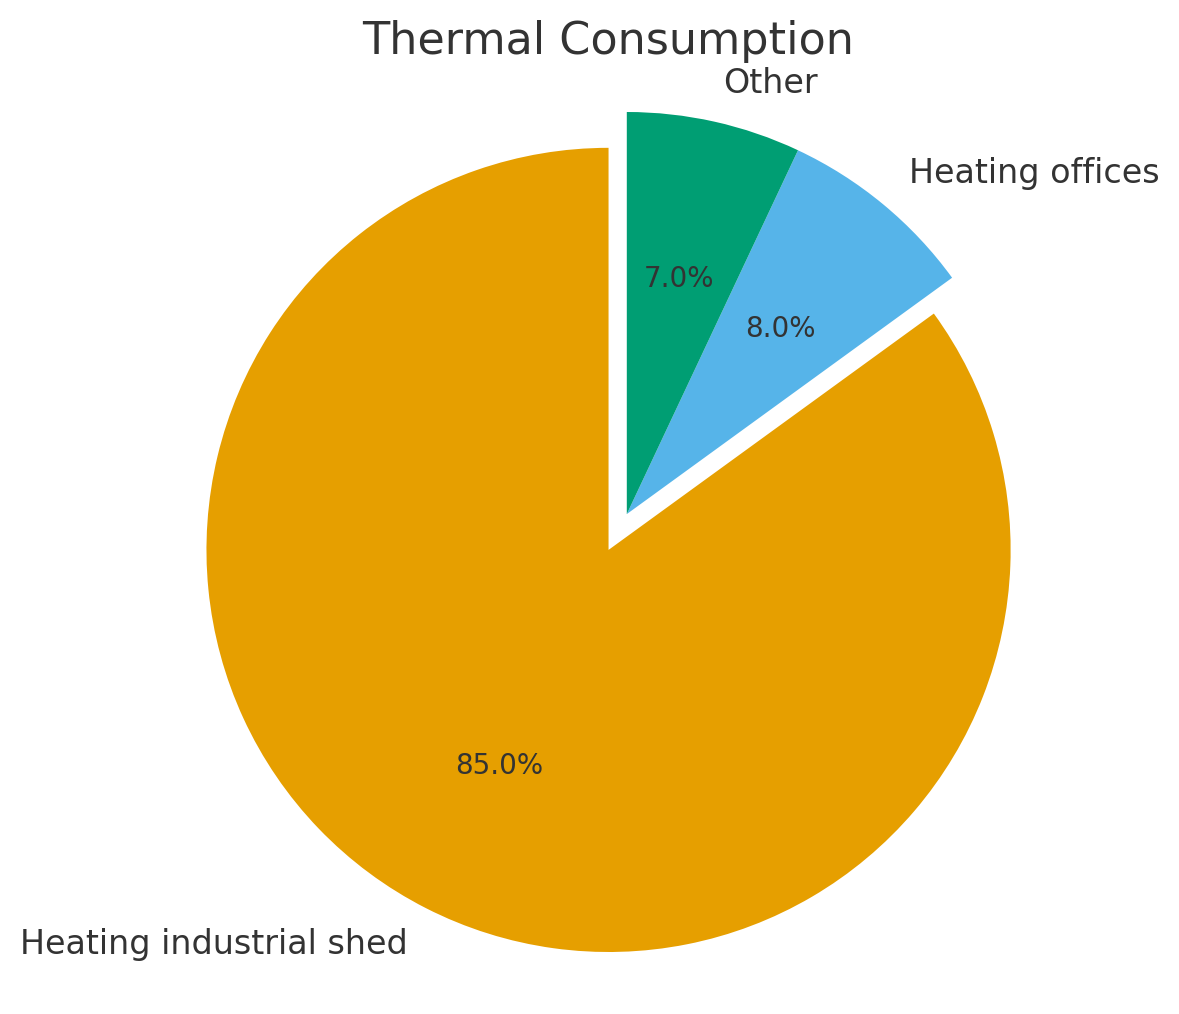 Thermal Consumption
Other
Heating offices
7.0%
8.0%
85.0%
Heating industrial shed